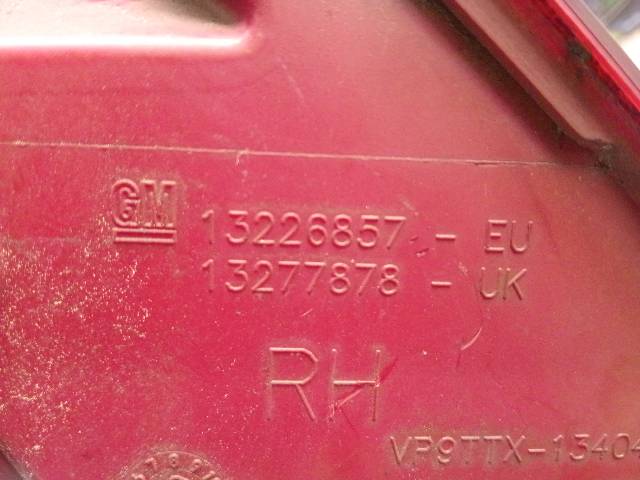 GM 13226857 - EU
13277878 - UK
RH
VP9TTX-13404